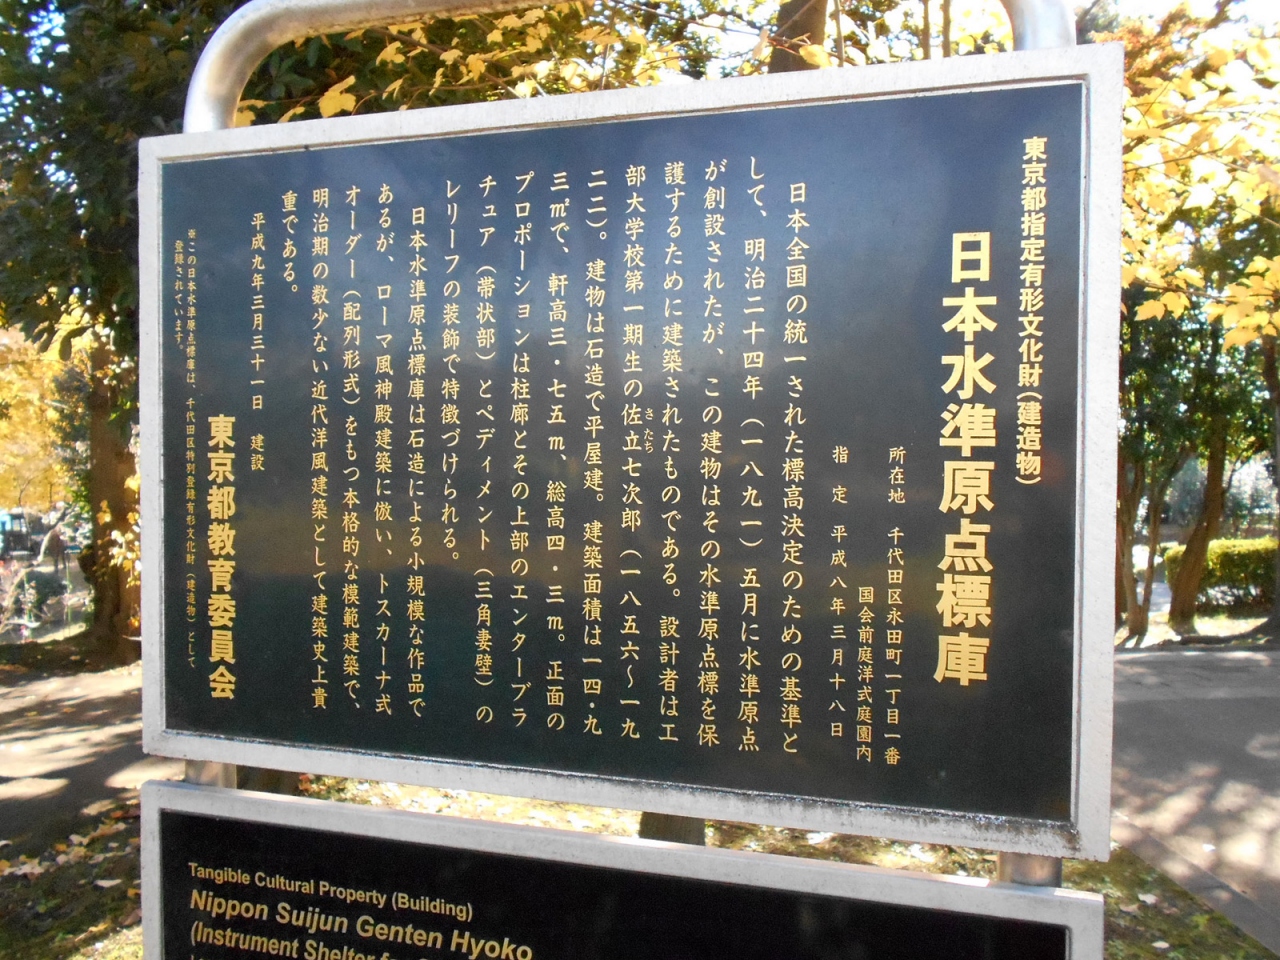 東京都指定有形文化財(建造物)
日本水準原点標庫
所在地 千代田区永田町一丁目一番
国会前庭洋式庭園内
指 定 平成八年三月十八日
日本全国の統一された標高決定のための基準と
して、明治二十四年(一八九一)五月に水準原点
が創設されたが、この建物はその水準原点標を保
護するために建築されたものである。設計者は工
部大学校第一期生の佐立七次郎(一八五六〜一九
さたち
二二)。建物は石造で平屋建。建築面積は一四・九
三㎡で、軒高三・七五m、総高四・三m。正面の
プロポーションは柱廊とその上部のエンターブラ
チュア(帯状部)とペディメント(三角妻壁)の
レリーフの装飾で特徴づけられる。
日本水準原点標庫は石造による小規模な作品で
あるが、ローマ風神殿建築に倣い、トスカーナ式
オーダー(配列形式)をもつ本格的な模範建築で、
明治期の数少ない近代洋風建築として建築史上貴
重である。
平成九年三月三十一日 建設
東京都教育委員会
※この日本水準原点標庫は、千代田区特別登録有形文化財(建造物)として
登録されています。
Tangible Cultural Property (Building)
Nippon Suijun Genten Hyoko
(Instrument Shelter